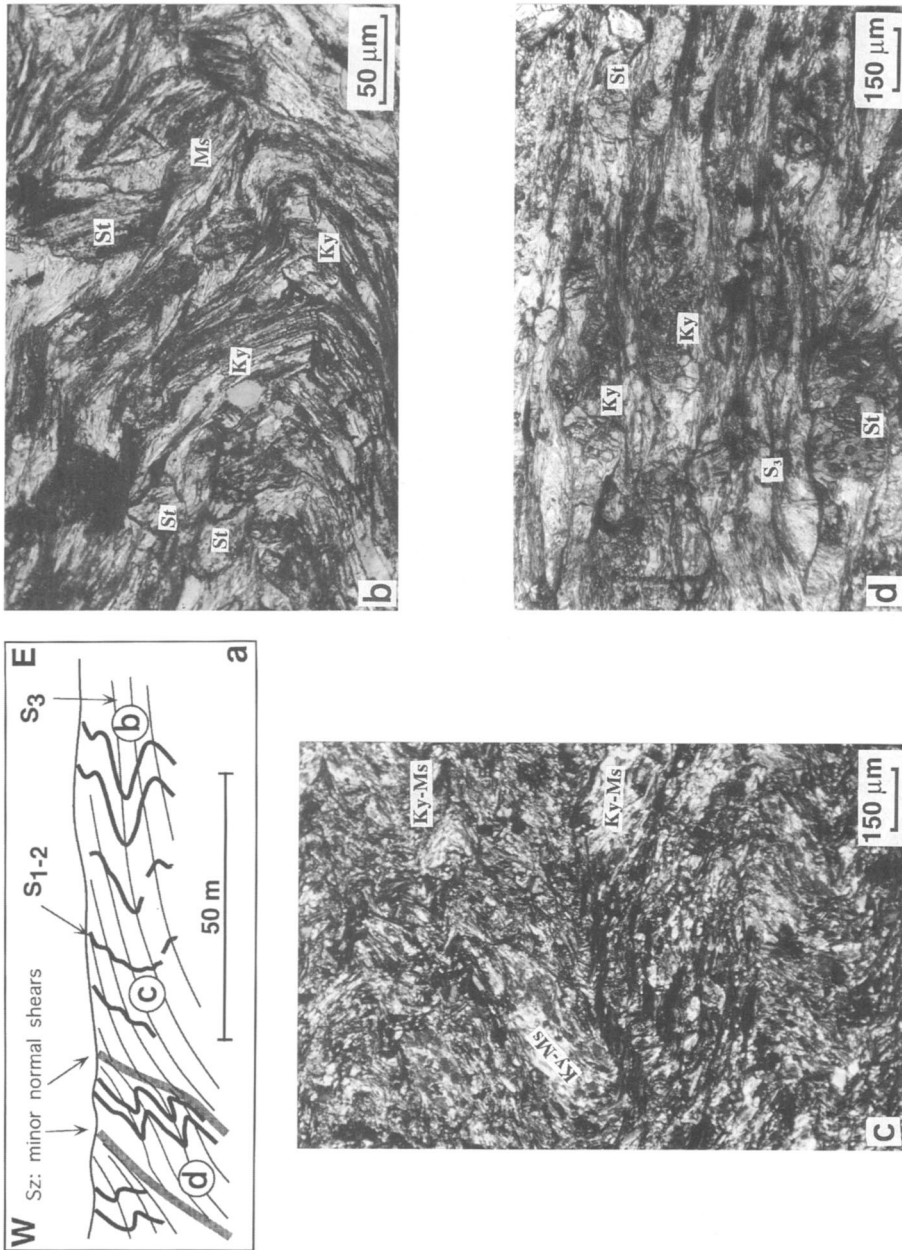 W
Sz: minor normal shears
S1-2
S3
E
50 m
a
b
c
d
St
St
St
Ms
Ky
Ky
50 μm
b
Ky-Ms
Ky-Ms
Ky-Ms
150 μm
c
St
Ky
Ky
S3
St
150 μm
d